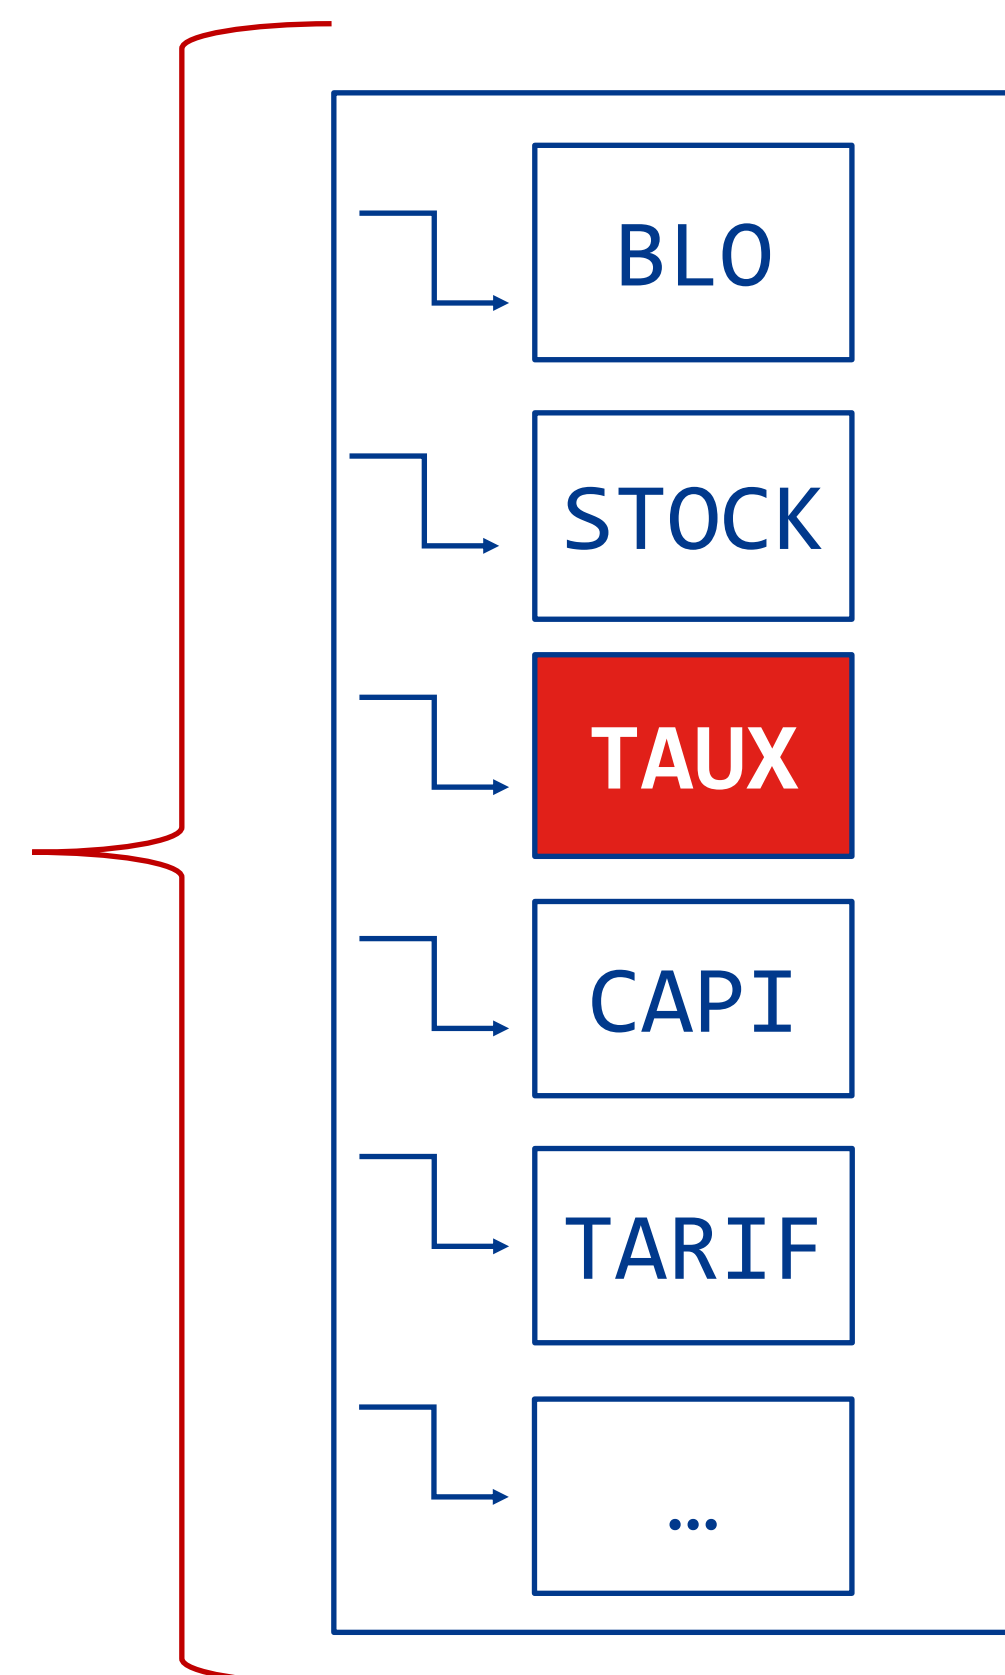 BLO
STOCK
TAUX
CAPI
TARIF
...